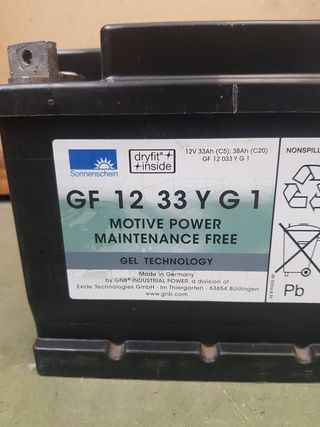 Sonnenschein
dryfit®
inside
12V 33Ah (C5); 38Ah (C20)
GF 12 033 Y G 1
NONSPILL
GF 12 33 Y G 1
MOTIVE POWER
MAINTENANCE FREE
GEL TECHNOLOGY
Made in Germany
by GNB® INDUSTRIAL POWER, a division of
Exide Technologies GmbH · Im Thiergarten · 63654 Büdingen
www.gnb.com
Pb